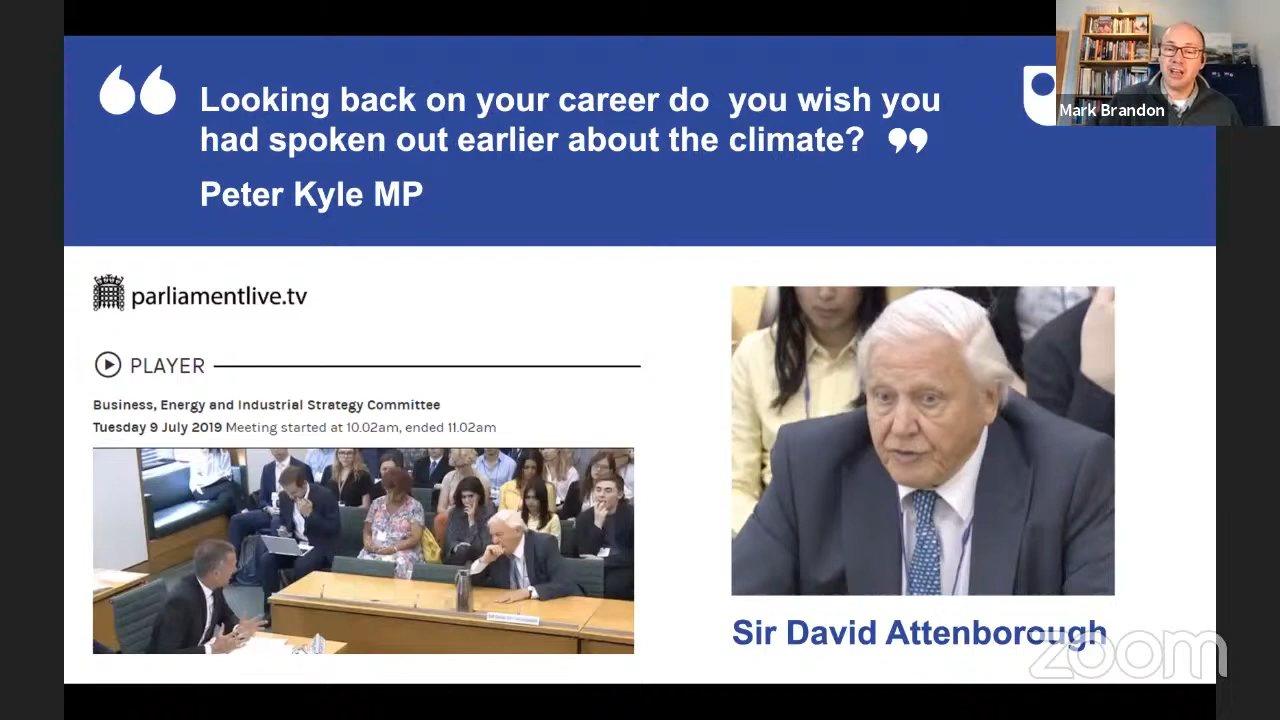 Looking back on your career do you wish you
had spoken out earlier about the climate?
Peter Kyle MP
Mark Brandon
parliamentlive.tv
PLAYER
Business, Energy and Industrial Strategy Committee
Tuesday 9 July 2019 Meeting started at 10.02am, ended 11.02am
Sir David Attenborough
zoom